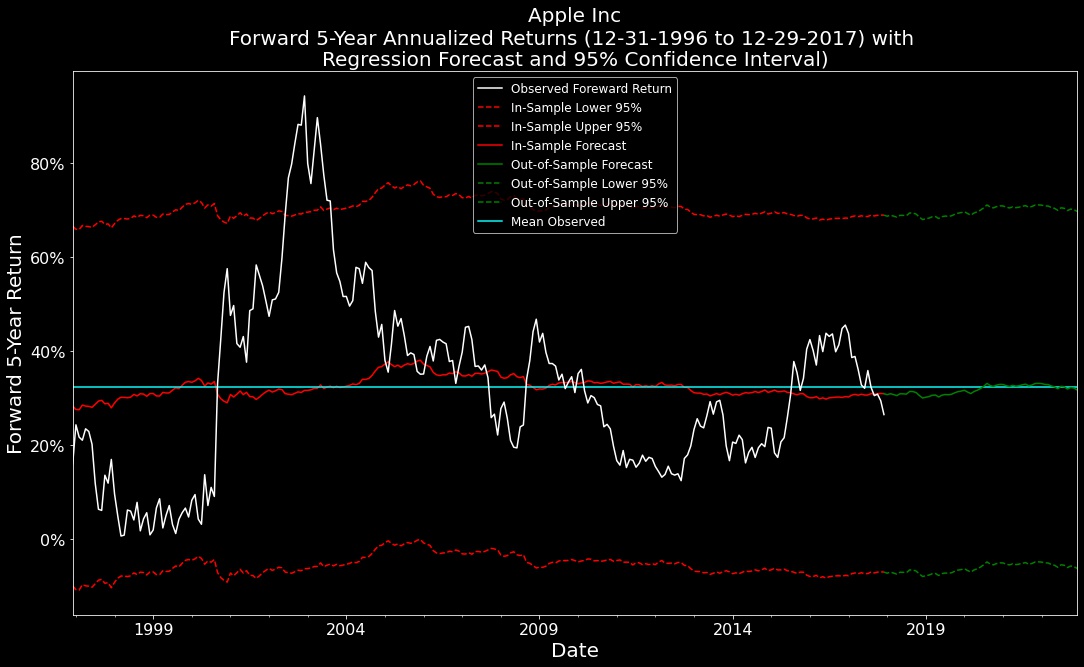 Apple Inc
Forward 5-Year Annualized Returns (12-31-1996 to 12-29-2017) with
Regression Forecast and 95% Confidence Interval)
Observed Foreward Return
In-Sample Lower 95%
In-Sample Upper 95%
In-Sample Forecast
Out-of-Sample Forecast
Out-of-Sample Lower 95%
Out-of-Sample Upper 95%
Mean Observed
Forward 5-Year Return
80%
60%
40%
20%
0%
1999
2004
2009
2014
2019
Date